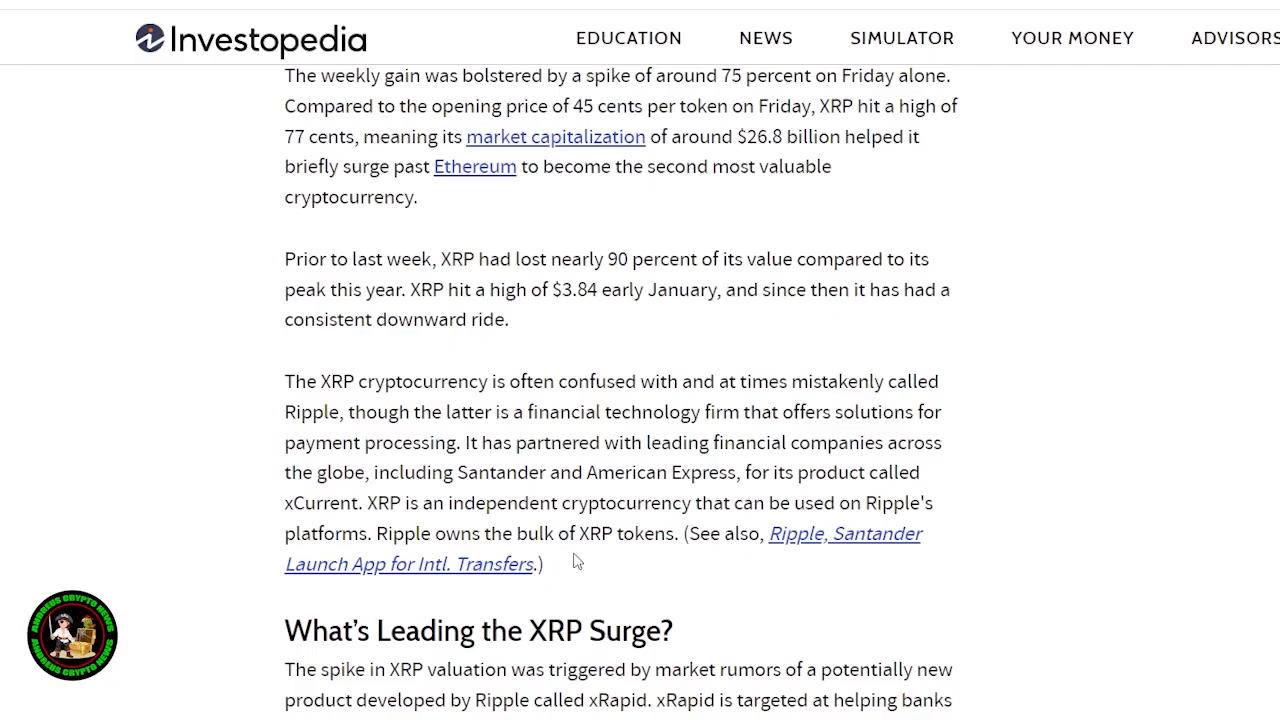 Investopedia
EDUCATION NEWS SIMULATOR YOUR MONEY ADVISORS
The weekly gain was bolstered by a spike of around 75 percent on Friday alone.
Compared to the opening price of 45 cents per token on Friday, XRP hit a high of
77 cents, meaning its market capitalization of around $26.8 billion helped it
briefly surge past Ethereum to become the second most valuable
cryptocurrency.
Prior to last week, XRP had lost nearly 90 percent of its value compared to its
peak this year. XRP hit a high of $3.84 early January, and since then it has had a
consistent downward ride.
The XRP cryptocurrency is often confused with and at times mistakenly called
Ripple, though the latter is a financial technology firm that offers solutions for
payment processing. It has partnered with leading financial companies across
the globe, including Santander and American Express, for its product called
xCurrent. XRP is an independent cryptocurrency that can be used on Ripple's
platforms. Ripple owns the bulk of XRP tokens. (See also, Ripple, Santander
Launch App for Intl. Transfers.)
What’s Leading the XRP Surge?
The spike in XRP valuation was triggered by market rumors of a potentially new
product developed by Ripple called xRapid. xRapid is targeted at helping banks
ANDREUS CRYPTO NEWS
ANDREUS CRYPTO NEWS